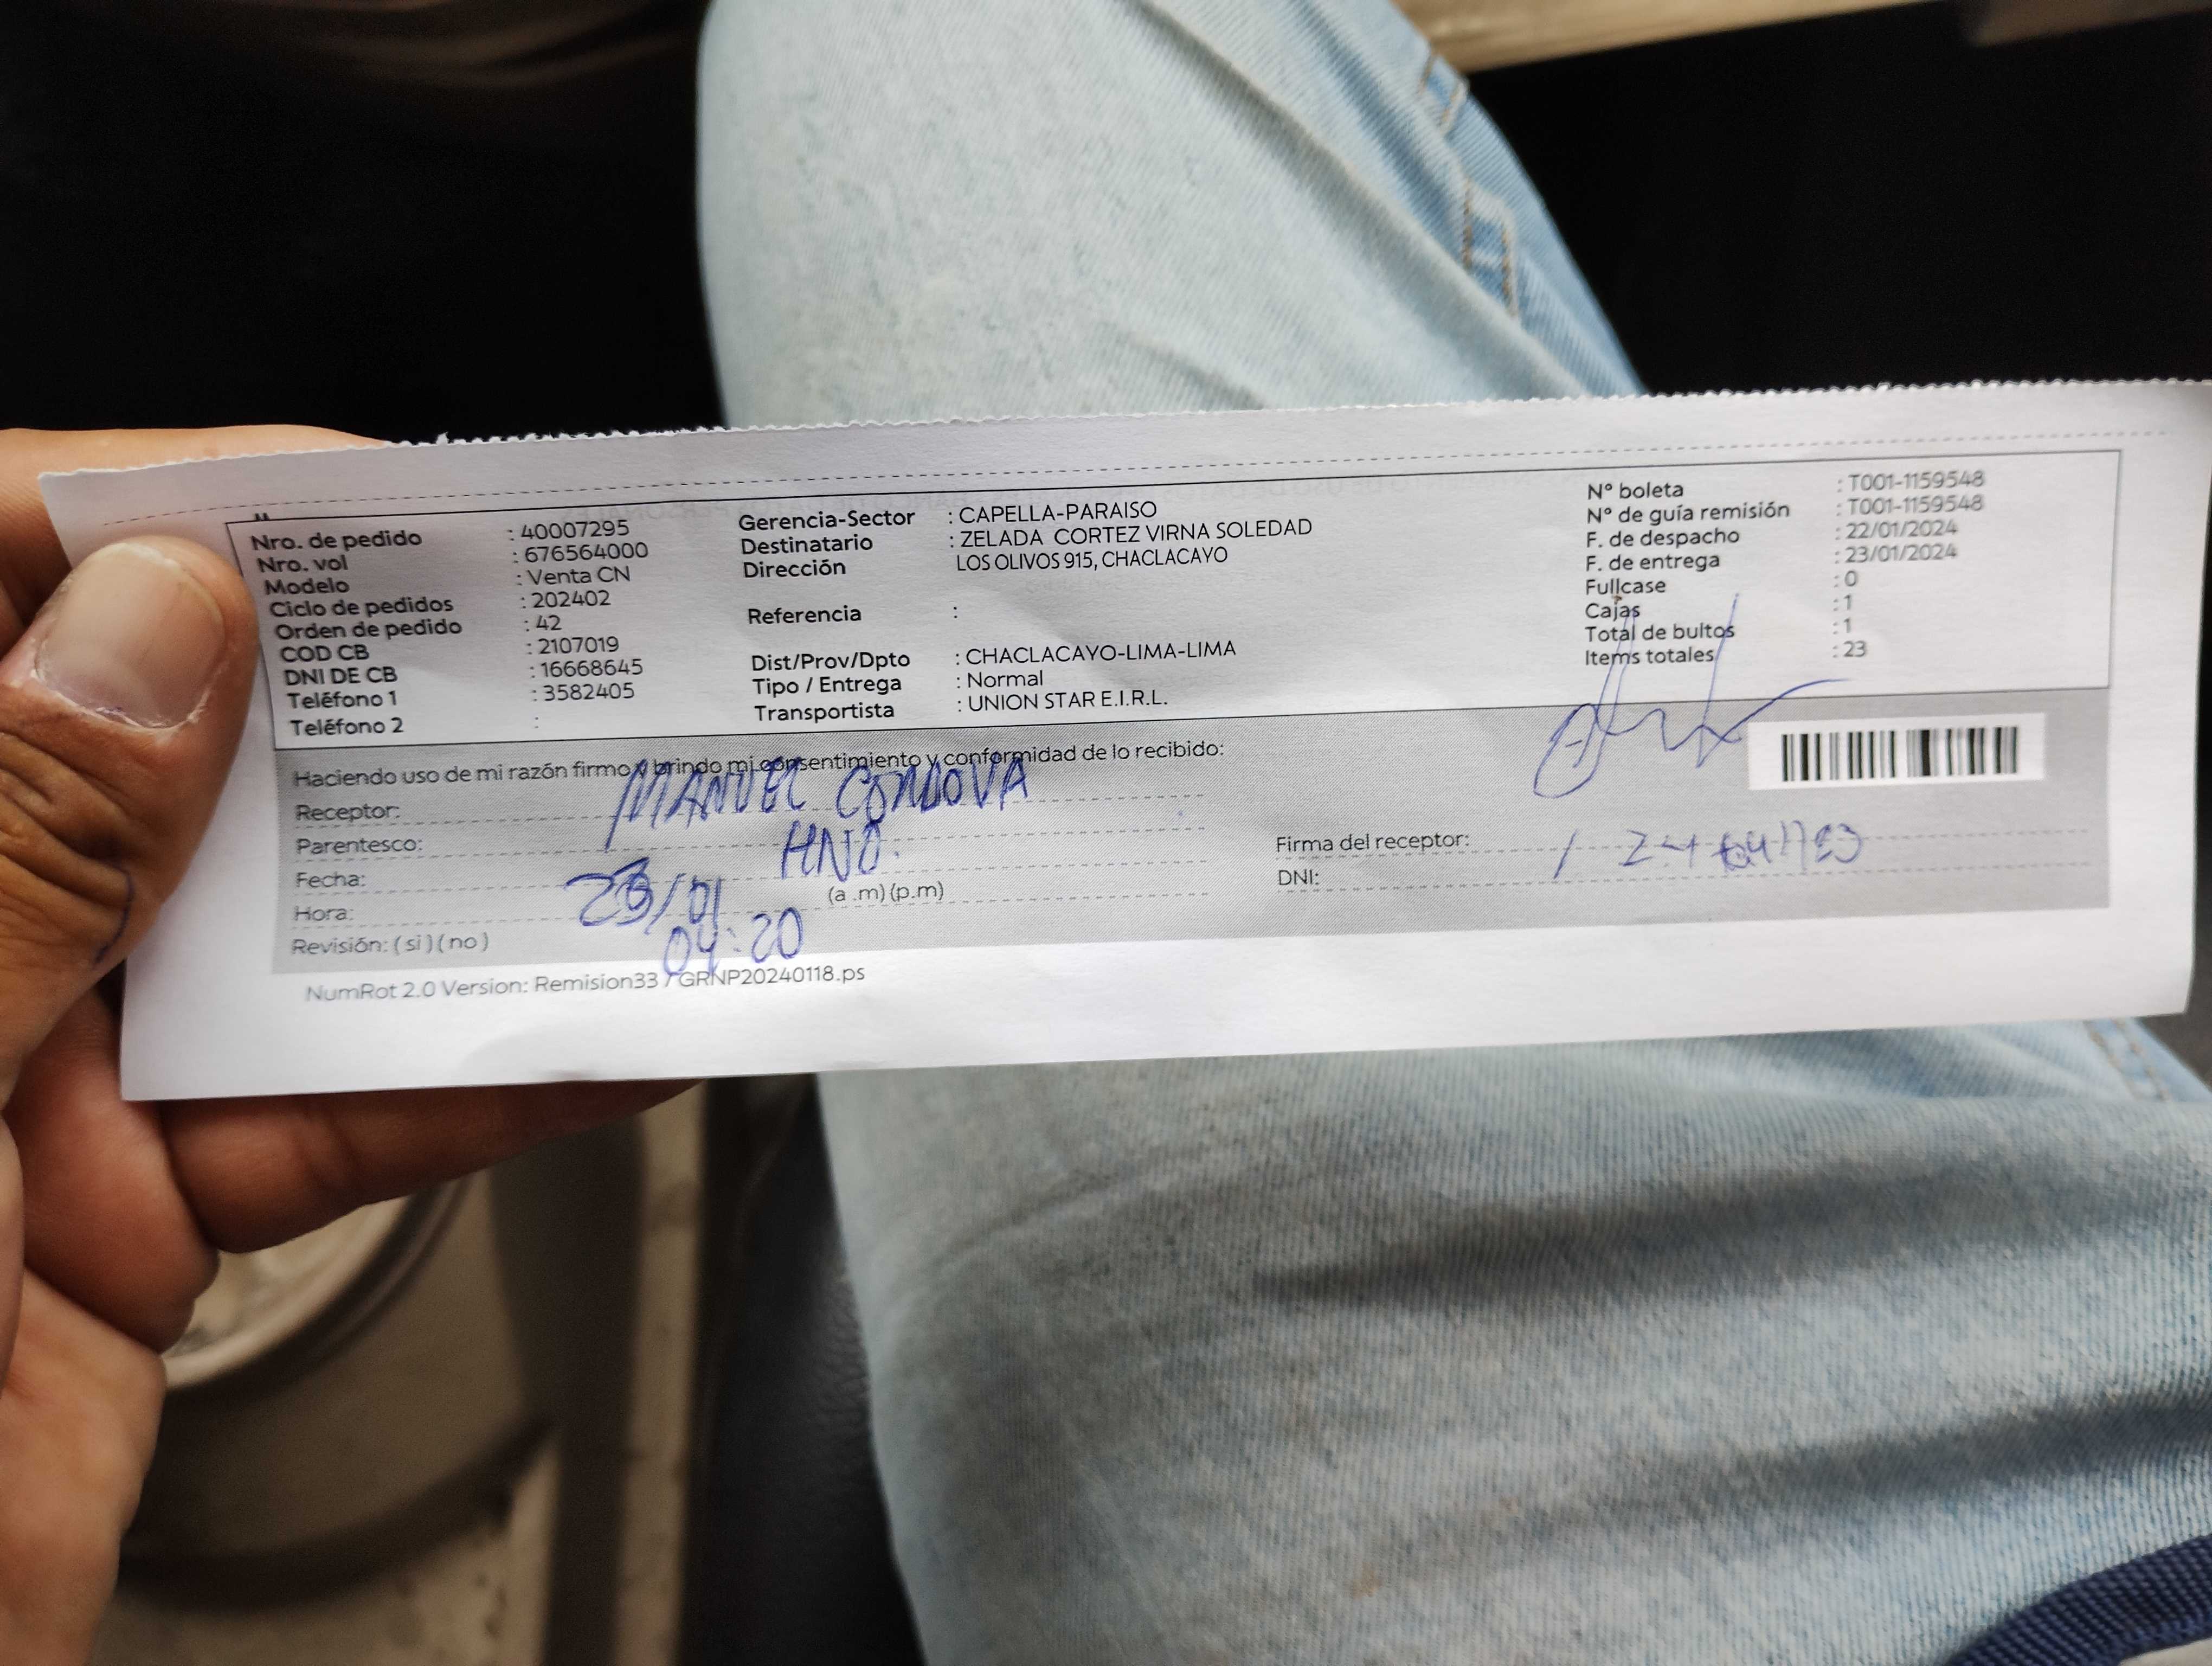 Nro. de pedido : 40007295
Nro. vol : 676564000
Modelo : Venta CN
Ciclo de pedidos : 202402
Orden de pedido : 42
COD CB : 2107019
DNI DE CB : 16668645
Teléfono 1 : 3582405
Teléfono 2 :
Gerencia-Sector : CAPELLA-PARAISO
Destinatario : ZELADA CORTEZ VIRNA SOLEDAD
Dirección LOS OLIVOS 915, CHACLACAYO
Referencia :
Dist/Prov/Dpto : CHACLACAYO-LIMA-LIMA
Tipo / Entrega : Normal
Transportista : UNION STAR E.I.R.L.
Nº boleta : T001-1159548
Nº de guía remisión : T001-1159548
F. de despacho : 22/01/2024
F. de entrega : 23/01/2024
Fullcase : 0
Cajas : 1
Total de bultos : 1
Items totales : 23
Haciendo uso de mi razón firmo y brindo mi consentimiento y conformidad de lo recibido:
Receptor: MANUEL CORDOVA
Parentesco: HNO.
Fecha: 23/01
Hora: 04:20 (a .m) (p.m)
Revisión: ( si ) ( no )
Firma del receptor:
DNI:
NumRot 2.0 Version: Remision33 / GRNP20240118.ps